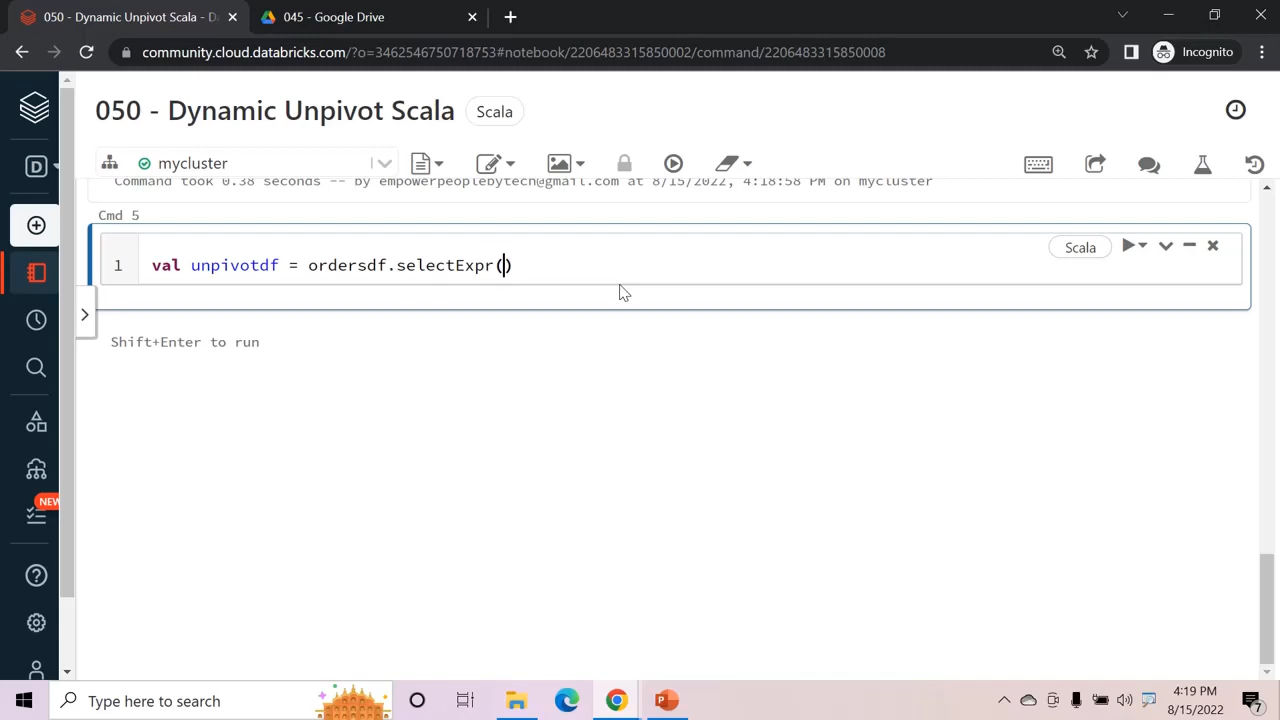 050 - Dynamic Unpivot Scala - Da
045 - Google Drive
community.cloud.databricks.com/?o=3462546750718753#notebook/2206483315850002/command/2206483315850008
Incognito
050 - Dynamic Unpivot Scala
Scala
D
mycluster
Command took 0.38 seconds -- by empowerpeoplebytech@gmail.com at 8/15/2022, 4:18:58 PM on mycluster
Cmd 5
Scala
1 val unpivotdf = ordersdf.selectExpr()
Shift+Enter to run
NEW
Type here to search
4:19 PM
8/15/2022
7